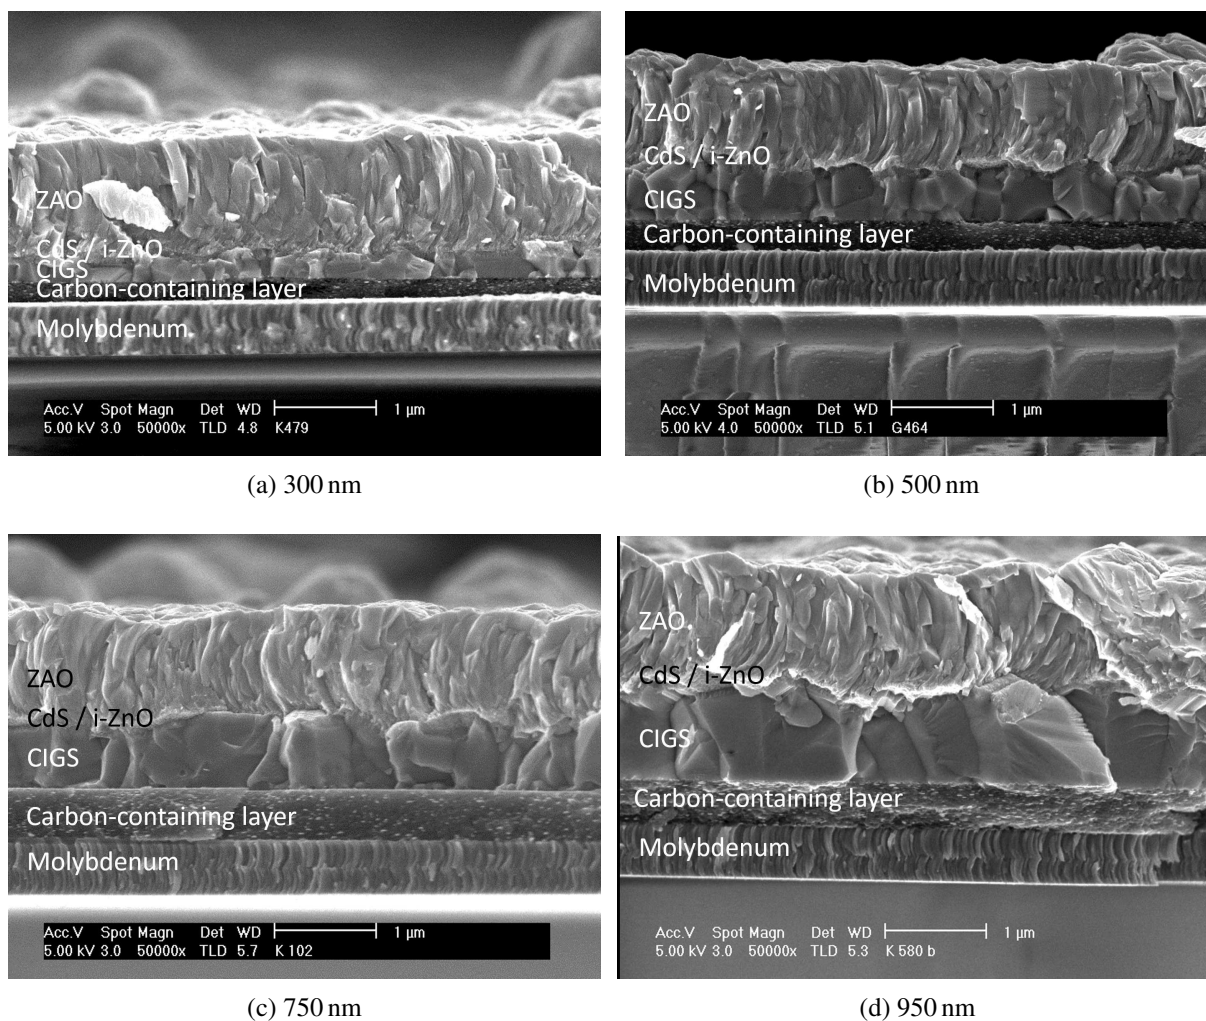 ZAO
CdS / i-ZnO
CIGS
Carbon-containing layer
Molybdenum
Acc.V Spot Magn Det WD 1 µm
5.00 kV 3.0 50000x TLD 4.8 K479
(a) 300 nm
ZAO
CdS / i-ZnO
CIGS
Carbon-containing layer
Molybdenum
Acc.V Spot Magn Det WD 1 µm
5.00 kV 4.0 50000x TLD 5.1 G464
(b) 500 nm
ZAO
CdS / i-ZnO
CIGS
Carbon-containing layer
Molybdenum
Acc.V Spot Magn Det WD 1 µm
5.00 kV 3.0 50000x TLD 5.7 K 102
(c) 750 nm
ZAO
CdS / i-ZnO
CIGS
Carbon-containing layer
Molybdenum
Acc.V Spot Magn Det WD 1 µm
5.00 kV 3.0 50000x TLD 5.3 K 580 b
(d) 950 nm